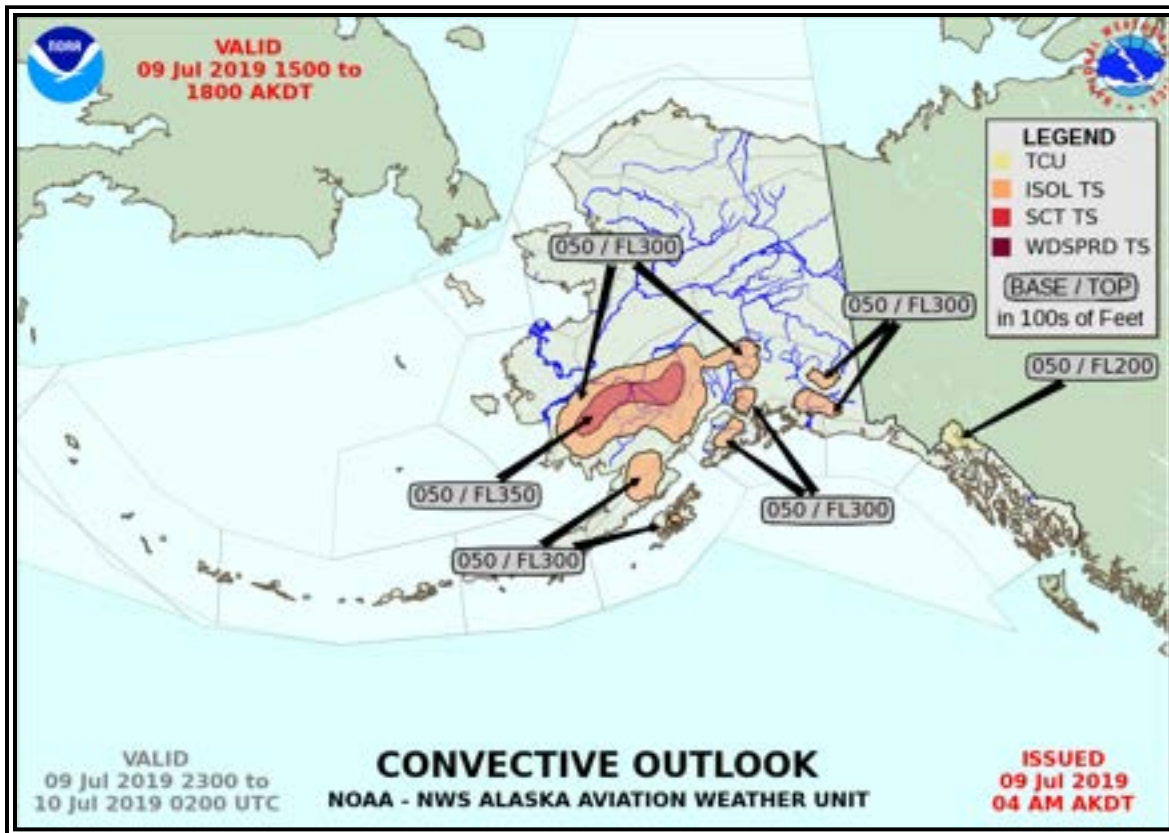 VALID
09 Jul 2019 1500 to
1800 AKDT
NOAA
LEGEND
TCU
ISOL TS
SCT TS
WDSPRD TS
BASE / TOP
in 100s of Feet
050 / FL300
050 / FL300
050 / FL200
050 / FL350
050 / FL300
050 / FL300
VALID
09 Jul 2019 2300 to
10 Jul 2019 0200 UTC
CONVECTIVE OUTLOOK
NOAA - NWS ALASKA AVIATION WEATHER UNIT
ISSUED
09 Jul 2019
04 AM AKDT